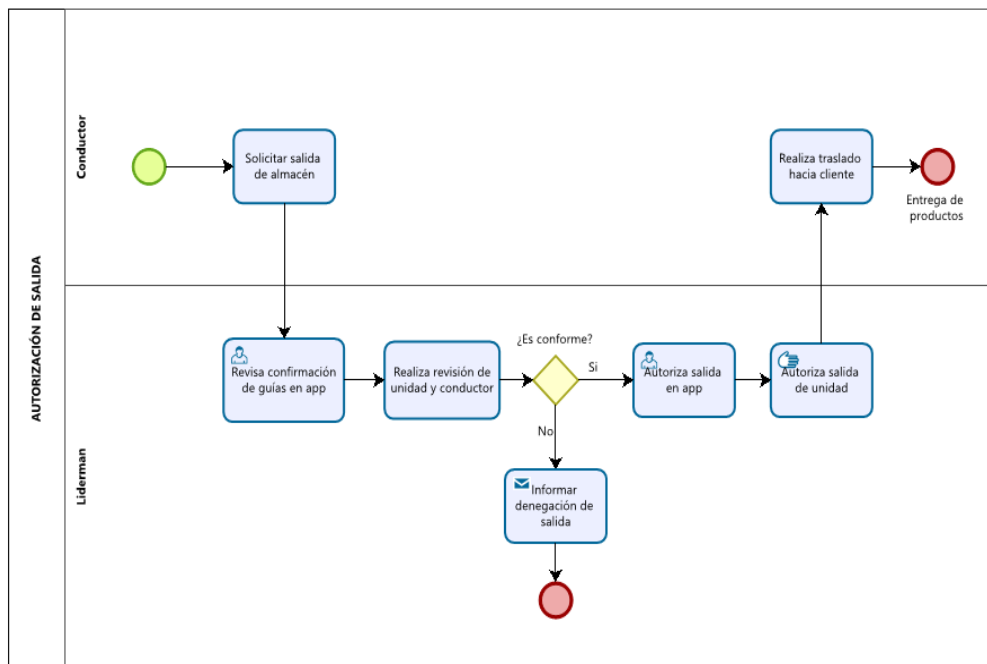 AUTORIZACIÓN DE SALIDA
Conductor
Solicitar salida
de almacén
Realiza traslado
hacia cliente
Entrega de
productos
Liderman
Revisa confirmación
de guías en app
Realiza revisión de
unidad y conductor
¿Es conforme?
Si
No
Autoriza salida
en app
Autoriza salida
de unidad
Informar
denegación de
salida